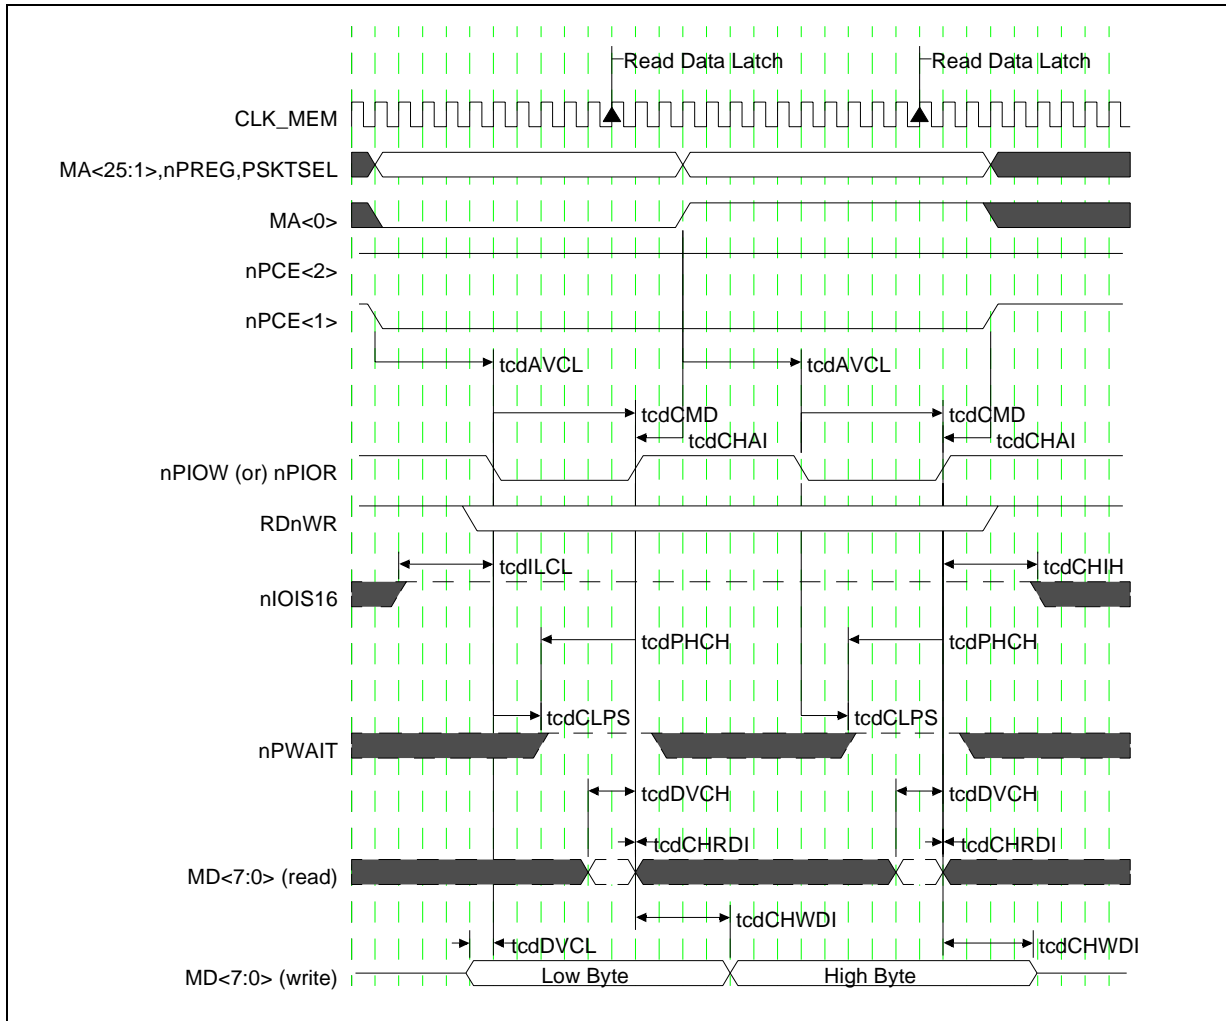 Read Data Latch Read Data Latch
CLK_MEM
MA<25:1>,nPREG,PSKTSEL
MA<0>
nPCE<2>
nPCE<1>
tcdAVCL tcdAVCL
tcdCMD tcdCMD
tcdCHAI tcdCHAI
nPIOW (or) nPIOR
RDnWR
tcdILCL tcdCHIH
nIOIS16
tcdPHCH tcdPHCH
tcdCLPS tcdCLPS
nPWAIT
tcdDVCH tcdDVCH
tcdCHRDI tcdCHRDI
MD<7:0> (read)
tcdCHWDI
tcdDVCL tcdCHWDI
MD<7:0> (write) Low Byte High Byte